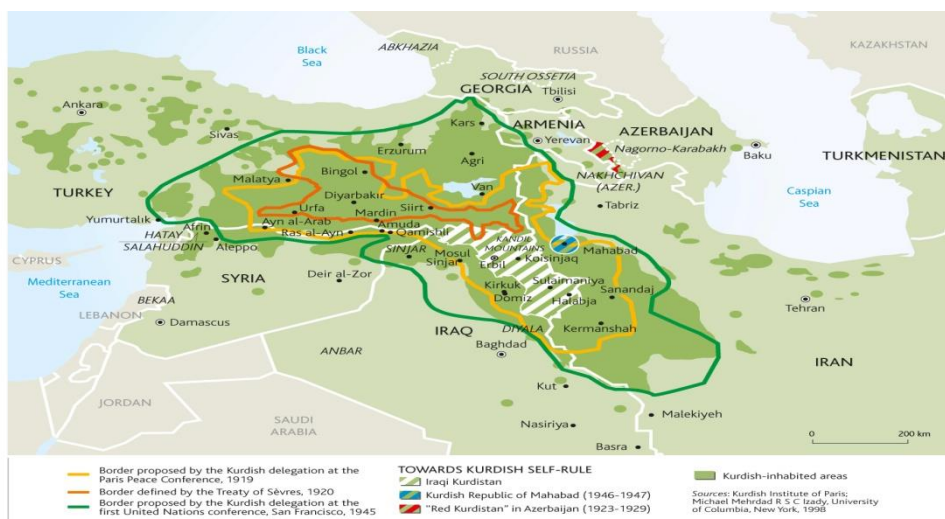 ABKHAZIA
RUSSIA
KAZAKHSTAN
Black
Sea
SOUTH OSSETIA
GEORGIA
Tbilisi
Ankara
Sivas
Kars
ARMENIA
Yerevan
AZERBAIJAN
Nagorno-Karabakh
Baku
TURKMENISTAN
Erzurum
Agri
NAKHCHIVAN
(AZER.)
Caspian
Sea
TURKEY
Malatya
Bingol
Diyarbakir
Van
Tabriz
Urfa
Siirt
Mardin
Yumurtalık
Ayn al-Arab
Amuda
Afrin
Ras al-Ayn
Qamishli
HATAY
SALAHUDDIN
Aleppo
SINJAR
Mosul
Sinjar
KANDIL
MOUNTAINS
Erbil
Koisinjaq
Mahabad
CYPRUS
SYRIA
Deir al-Zor
Kirkuk
Domiz
Sulaimaniya
Halabja
Sanandaj
Tehran
Mediterranean
Sea
BEKAA
LEBANON
Damascus
IRAQ
DIYALA
Kermanshah
ANBAR
Baghdad
IRAN
Kut
JORDAN
SAUDI
ARABIA
Nasiriya
Malekiyeh
Basra
0 200 km
Border proposed by the Kurdish delegation at the
Paris Peace Conference, 1919
Border defined by the Treaty of Sèvres, 1920
Border proposed by the Kurdish delegation at the
first United Nations conference, San Francisco, 1945
TOWARDS KURDISH SELF-RULE
Iraqi Kurdistan
Kurdish Republic of Mahabad (1946-1947)
"Red Kurdistan" in Azerbaijan (1923-1929)
Kurdish-inhabited areas
Sources: Kurdish Institute of Paris;
Michael Mehrdad R S C Izady, University
of Columbia, New York, 1998